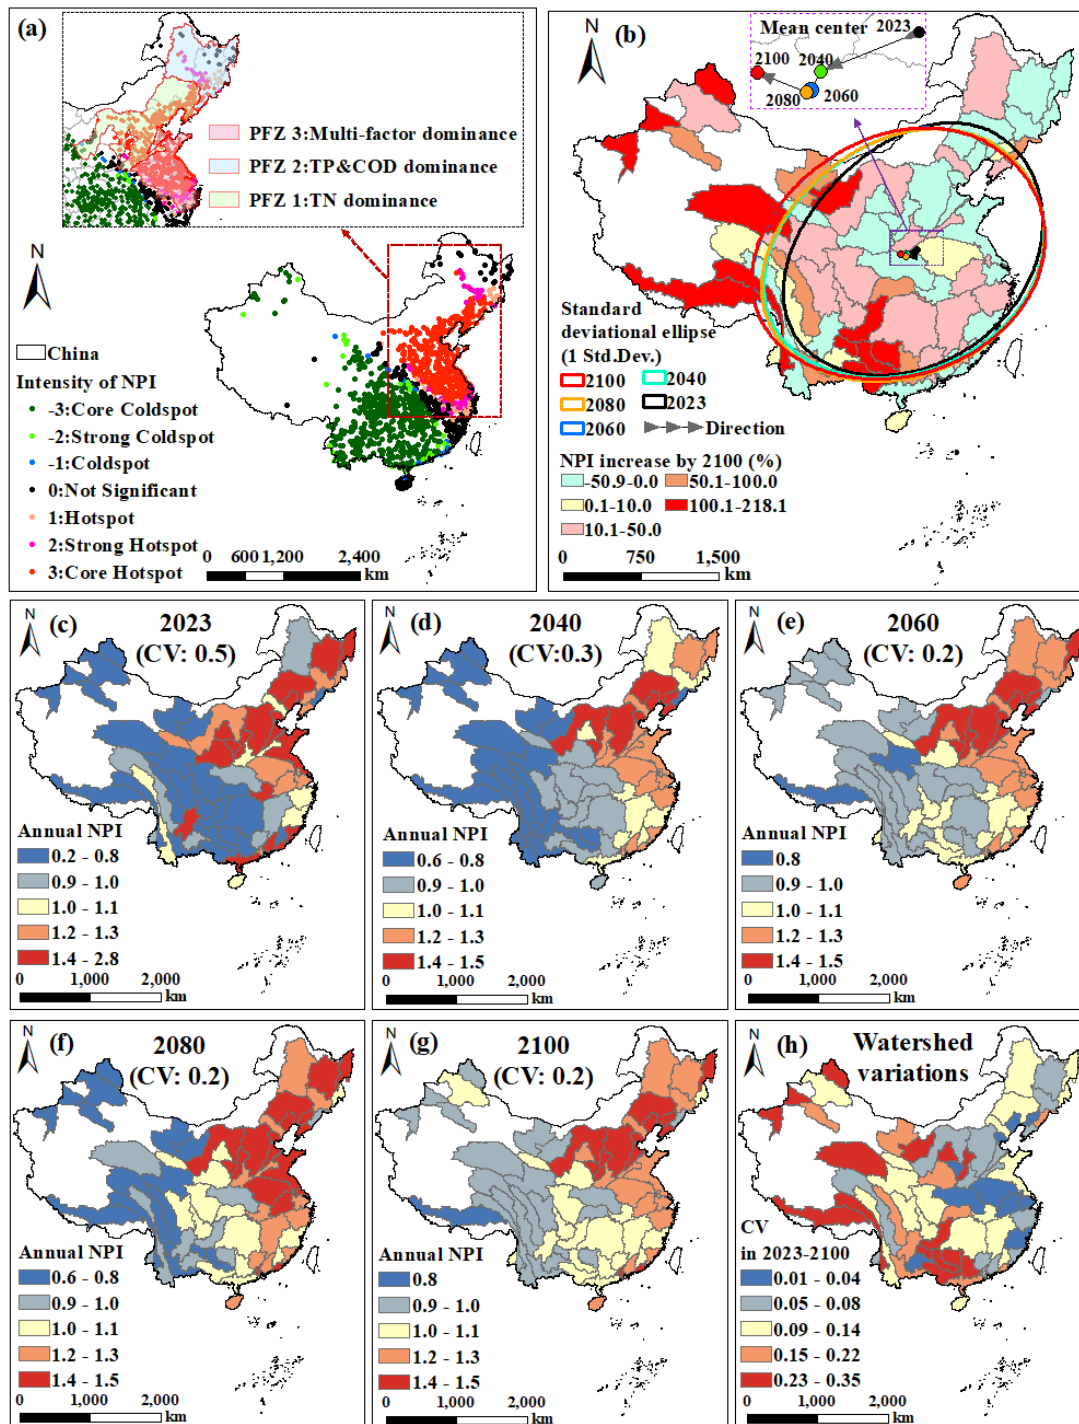 (a)
PFZ 3:Multi-factor dominance
PFZ 2:TP&COD dominance
PFZ 1:TN dominance
N
China
Intensity of NPI
-3:Core Coldspot
-2:Strong Coldspot
-1:Coldspot
0:Not Significant
1:Hotspot
2:Strong Hotspot
3:Core Hotspot
0 600 1,200 2,400
km
(b)
N
Mean center
2023
2100
2040
2080
2060
Standard
deviational ellipse
(1 Std.Dev.)
2100
2040
2080
2023
2060
Direction
NPI increase by 2100 (%)
-50.9-0.0
50.1-100.0
0.1-10.0
100.1-218.1
10.1-50.0
0 750 1,500
km
N
(c)
2023
(CV: 0.5)
Annual NPI
0.2 - 0.8
0.9 - 1.0
1.0 - 1.1
1.2 - 1.3
1.4 - 2.8
0 1,000 2,000
km
N
(d)
2040
(CV:0.3)
Annual NPI
0.6 - 0.8
0.9 - 1.0
1.0 - 1.1
1.2 - 1.3
1.4 - 1.5
0 1,000 2,000
km
N
(e)
2060
(CV: 0.2)
Annual NPI
0.8
0.9 - 1.0
1.0 - 1.1
1.2 - 1.3
1.4 - 1.5
0 1,000 2,000
km
N
(f)
2080
(CV: 0.2)
Annual NPI
0.6 - 0.8
0.9 - 1.0
1.0 - 1.1
1.2 - 1.3
1.4 - 1.5
0 1,000 2,000
km
N
(g)
2100
(CV: 0.2)
Annual NPI
0.8
0.9 - 1.0
1.0 - 1.1
1.2 - 1.3
1.4 - 1.5
0 1,000 2,000
km
N
(h)
Watershed
variations
CV
in 2023-2100
0.01 - 0.04
0.05 - 0.08
0.09 - 0.14
0.15 - 0.22
0.23 - 0.35
0 1,000 2,000
km